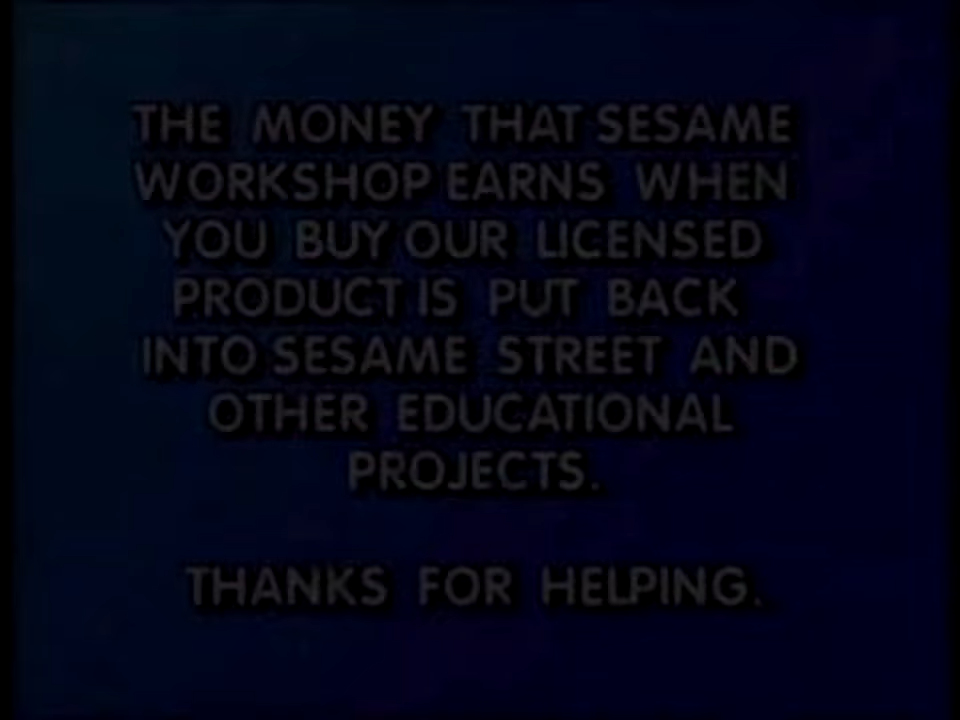 THE MONEY THAT SESAME
WORKSHOP EARNS WHEN
YOU BUY OUR LICENSED
PRODUCT IS PUT BACK
INTO SESAME STREET AND
OTHER EDUCATIONAL
PROJECTS.
THANKS FOR HELPING.